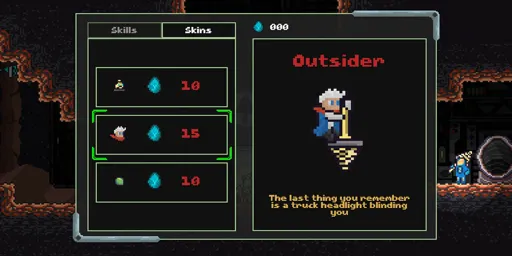 Skills
Skins
000
10
15
10
Outsider
The last thing you remember
is a truck headlight blinding
you